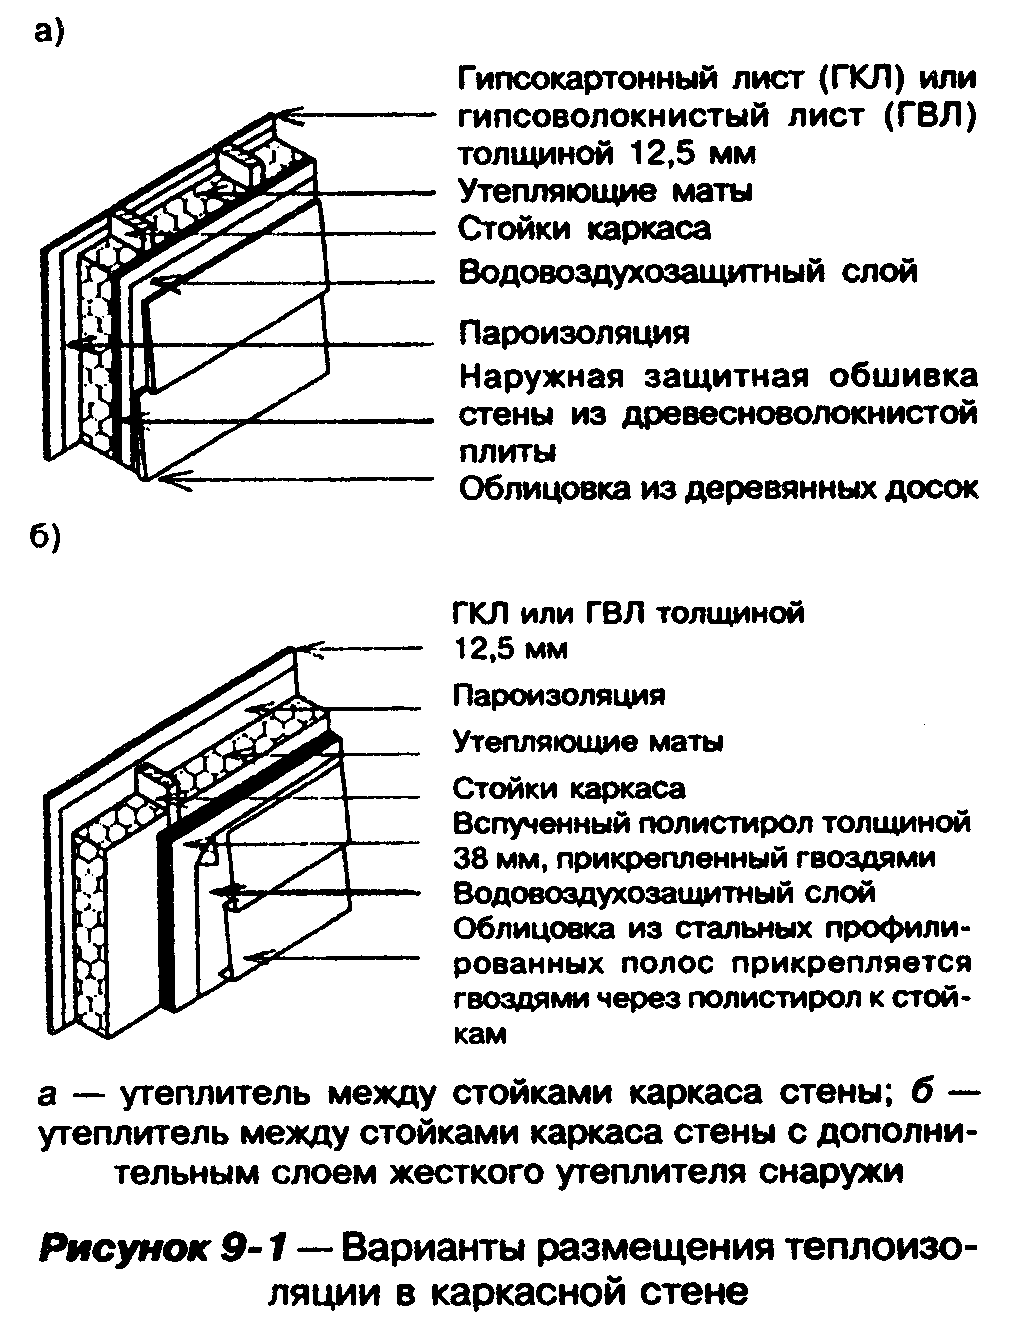 а)
Гипсокартонный лист (ГКЛ) или
гипсоволокнистый лист (ГВЛ)
толщиной 12,5 мм
Утепляющие маты
Стойки каркаса
Водовоздухозащитный слой
Пароизоляция
Наружная защитная обшивка
стены из древесноволокнистой
плиты
Облицовка из деревянных досок
б)
ГКЛ или ГВЛ толщиной
12,5 мм
Пароизоляция
Утепляющие маты
Стойки каркаса
Вспученный полистирол толщиной
38 мм, прикрепленный гвоздями
Водовоздухозащитный слой
Облицовка из стальных профили-
рованных полос прикрепляется
гвоздями через полистирол к стой-
кам
а — утеплитель между стойками каркаса стены; б —
утеплитель между стойками каркаса стены с дополни-
тельным слоем жесткого утеплителя снаружи
Рисунок 9-1 — Варианты размещения теплоизо-
ляции в каркасной стене